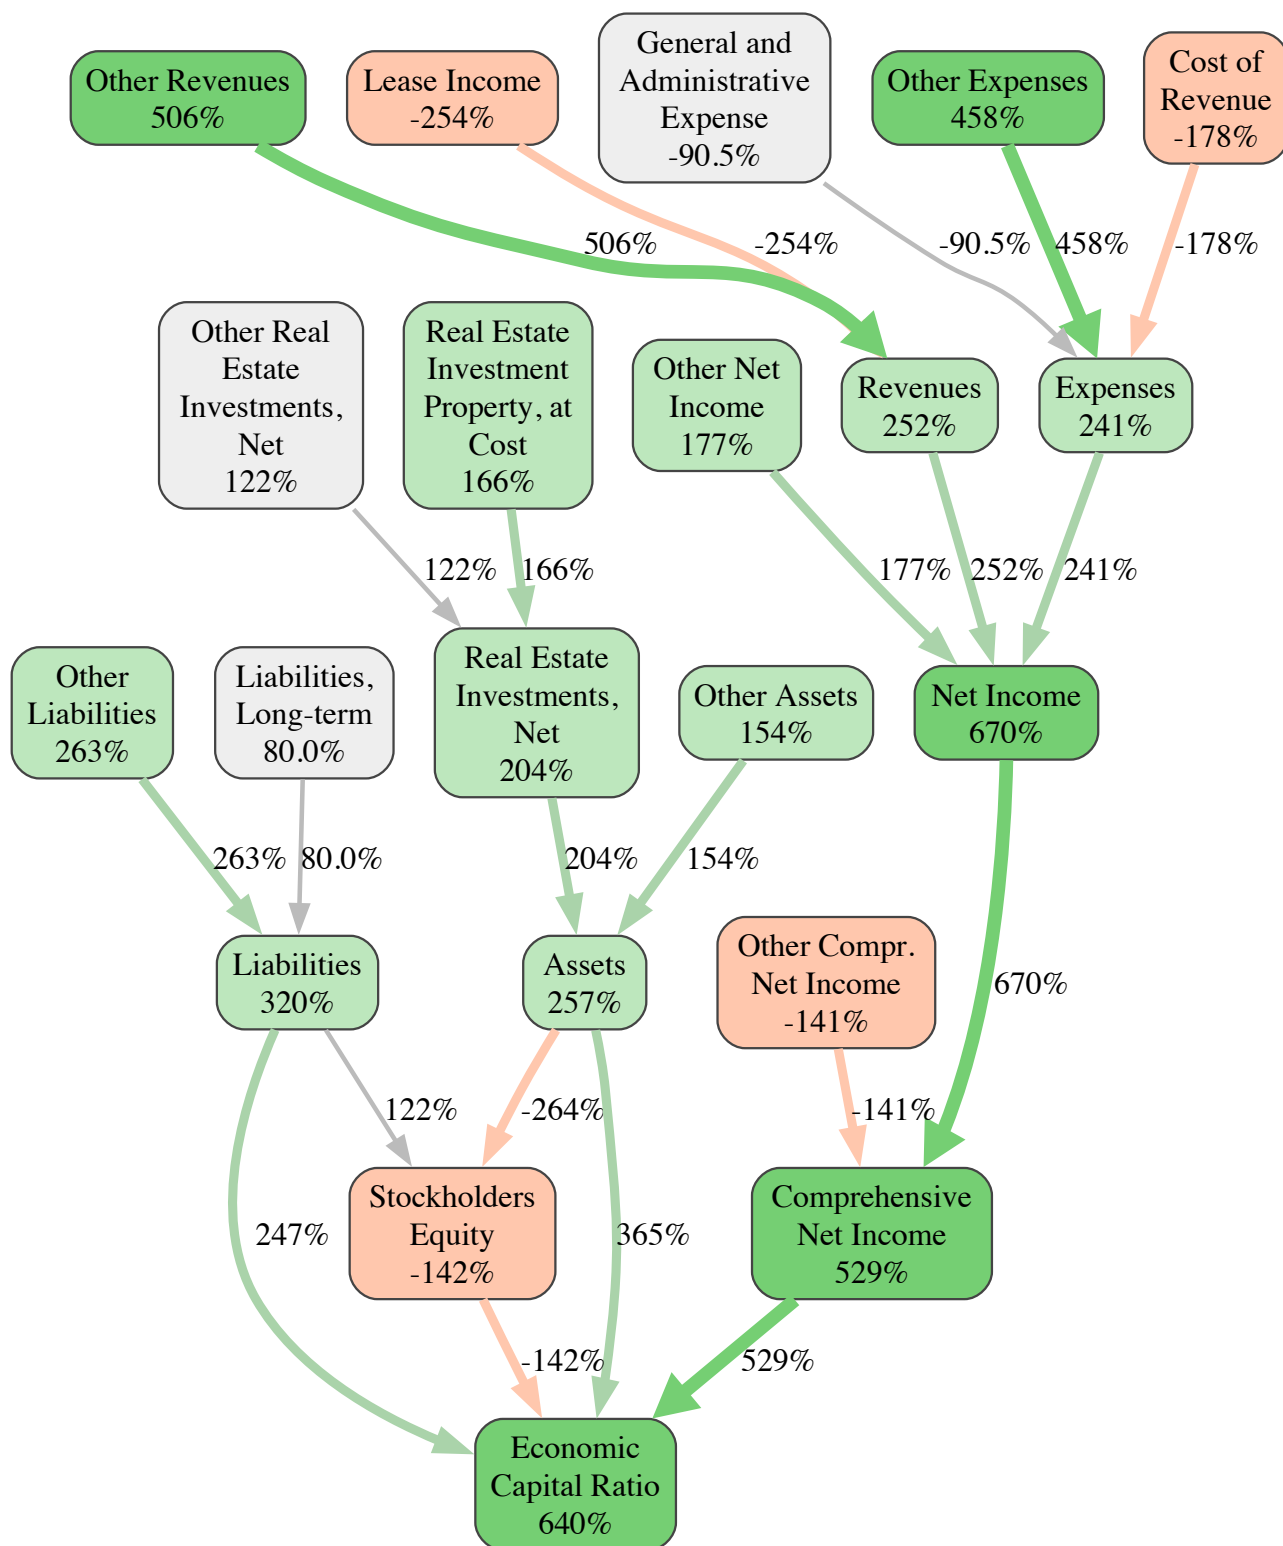 Other Revenues
506%
Lease Income
-254%
General and
Administrative
Expense
-90.5%
Other Expenses
458%
Cost of
Revenue
-178%
506%
-254%
-90.5%
458%
-178%
Other Real
Estate
Investments,
Net
122%
Real Estate
Investment
Property, at
Cost
166%
Other Net
Income
177%
Revenues
252%
Expenses
241%
122%
166%
177%
252%
241%
Other
Liabilities
263%
Liabilities,
Long-term
80.0%
Real Estate
Investments,
Net
204%
Other Assets
154%
Net Income
670%
263%
80.0%
204%
154%
Liabilities
320%
Assets
257%
Other Compr.
Net Income
-141%
670%
122%
-264%
-141%
Stockholders
Equity
-142%
Comprehensive
Net Income
529%
247%
365%
-142%
529%
Economic
Capital Ratio
640%